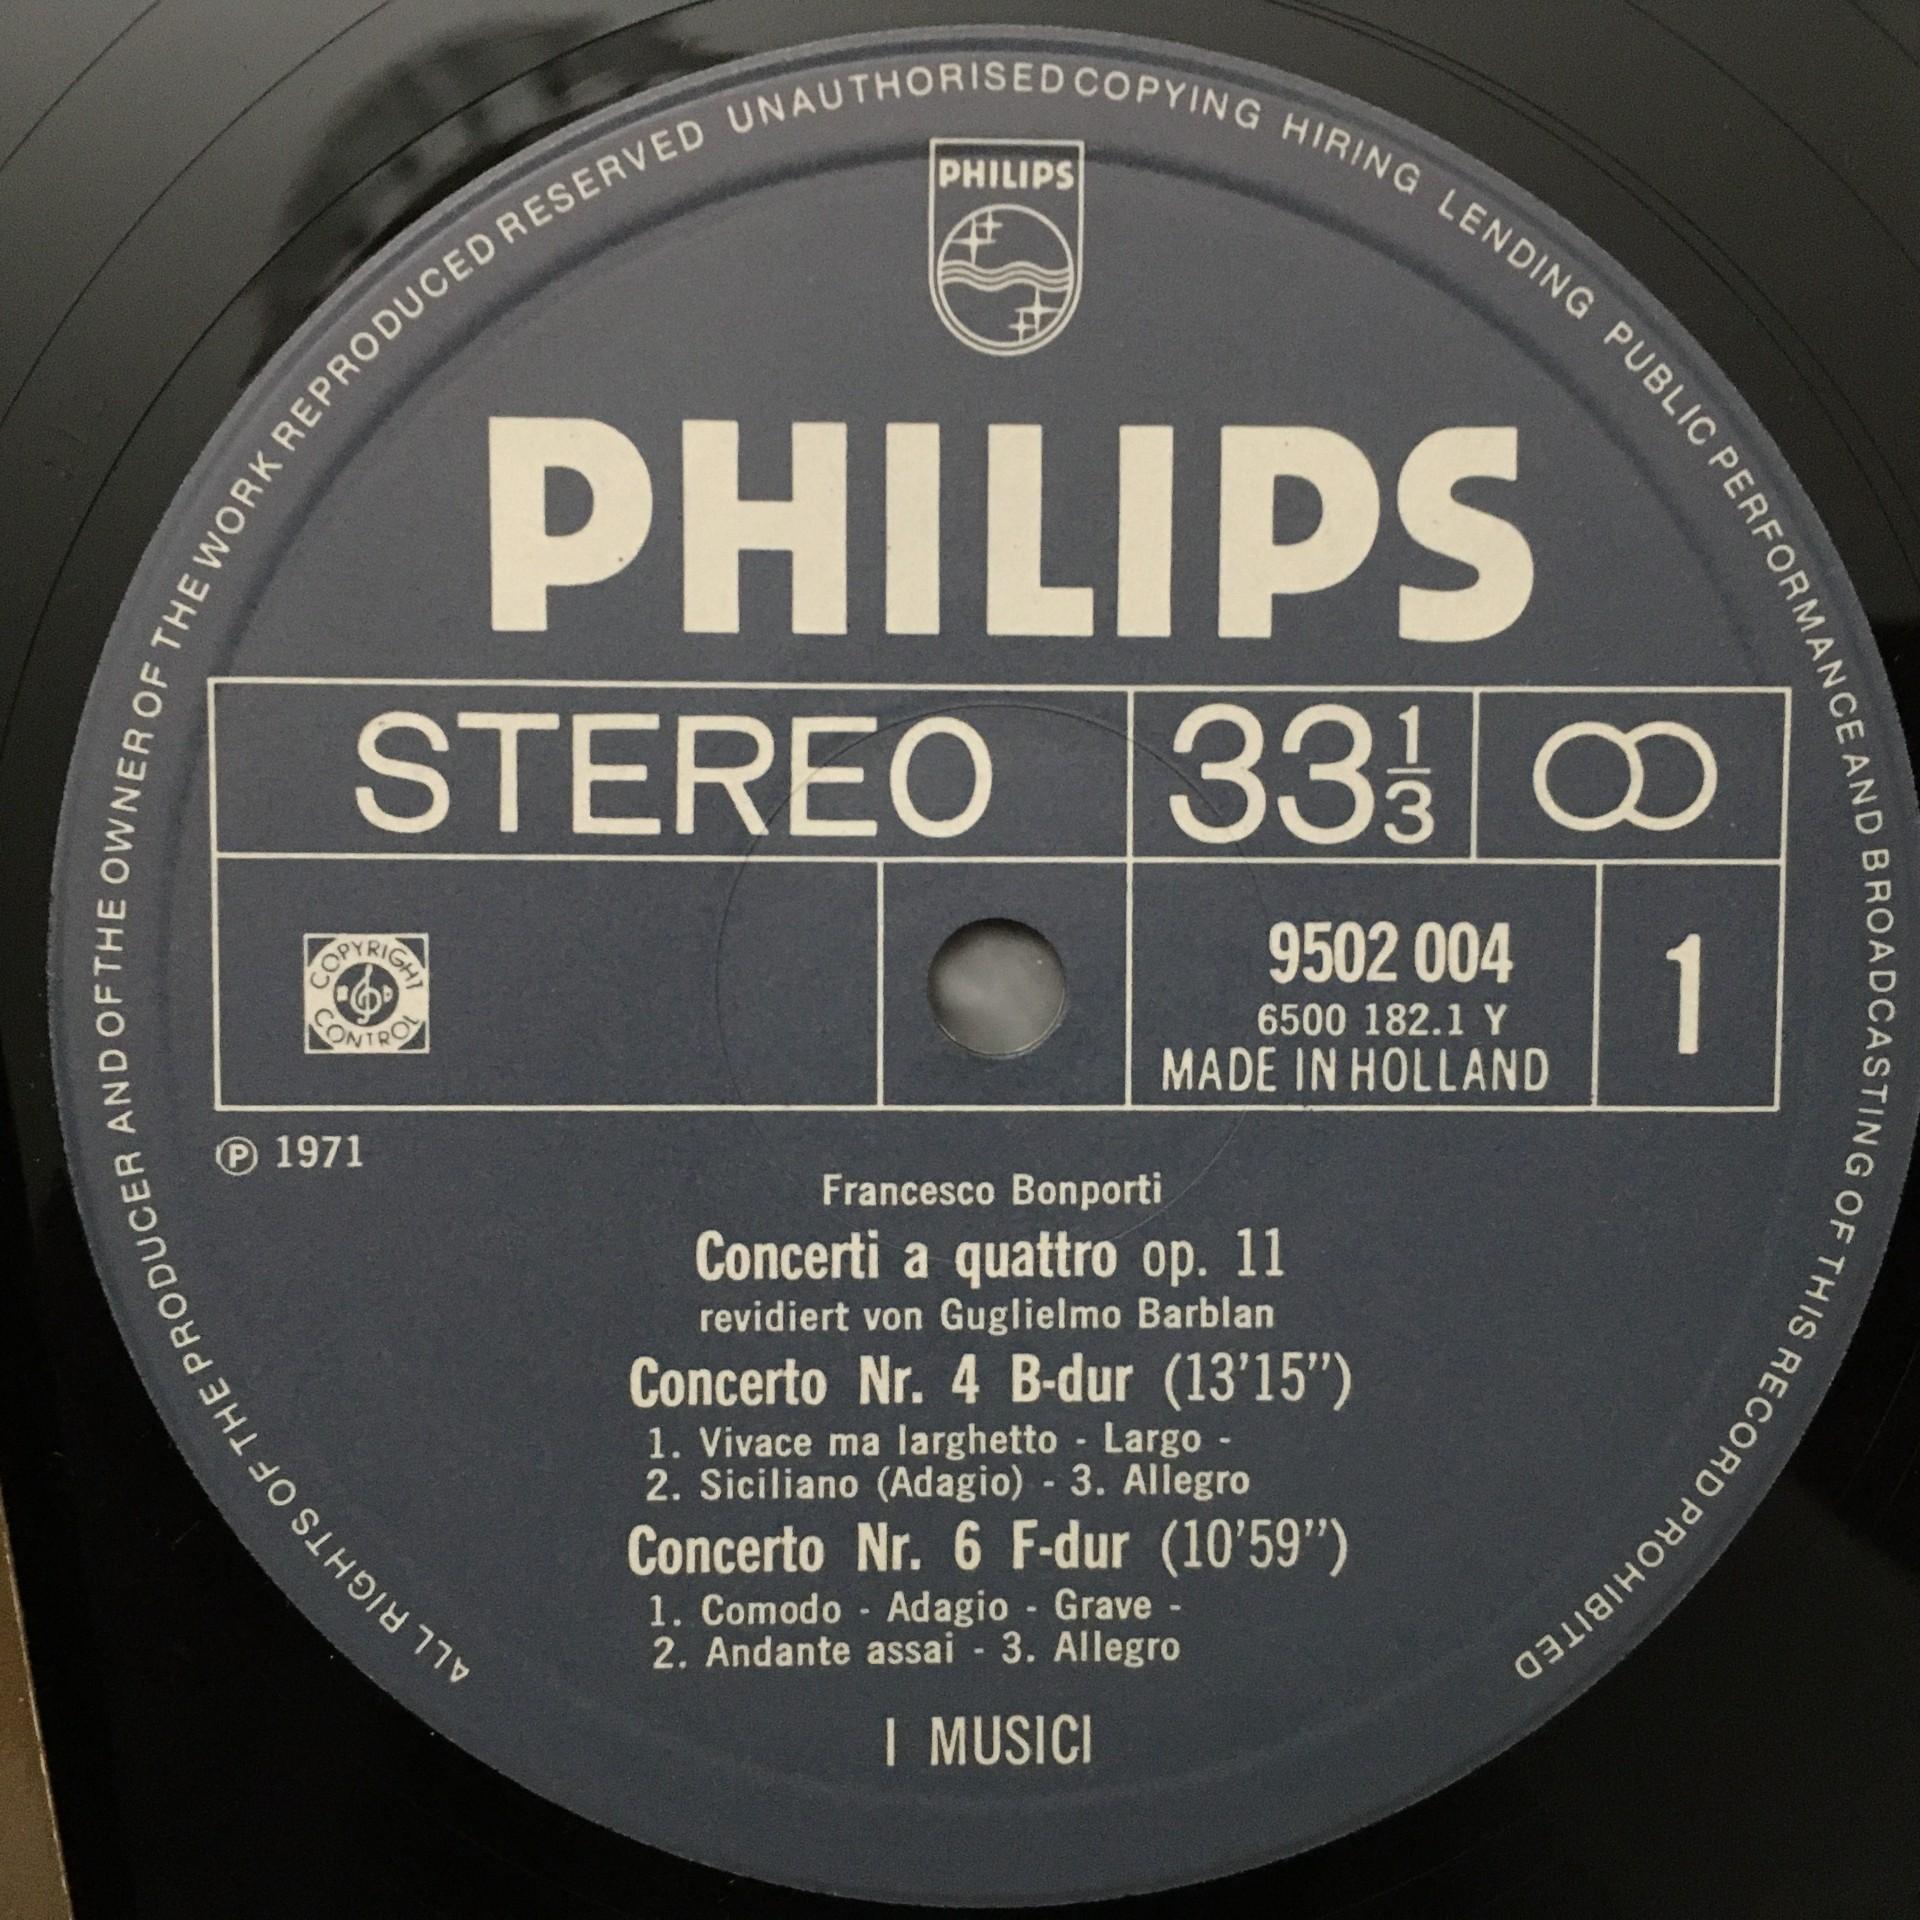 ALL RIGHTS OF THE PRODUCER AND OF THE OWNER OF THE WORK REPRODUCED RESERVED UNAUTHORISED COPYING HIRING LENDING PUBLIC PERFORMANCE AND BROADCASTING OF THIS RECORD PROHIBITED
PHILIPS
PHILIPS
STEREO 33 1/3
COPYRIGHT CONTROL
9502 004
6500 182.1 Y
MADE IN HOLLAND
1
℗ 1971
Francesco Bonporti
Concerti a quattro op. 11
revidiert von Guglielmo Barblan
Concerto Nr. 4 B-dur (13'15”)
1. Vivace ma larghetto - Largo -
2. Siciliano (Adagio) - 3. Allegro
Concerto Nr. 6 F-dur (10'59”)
1. Comodo - Adagio - Grave -
2. Andante assai - 3. Allegro
I MUSICI